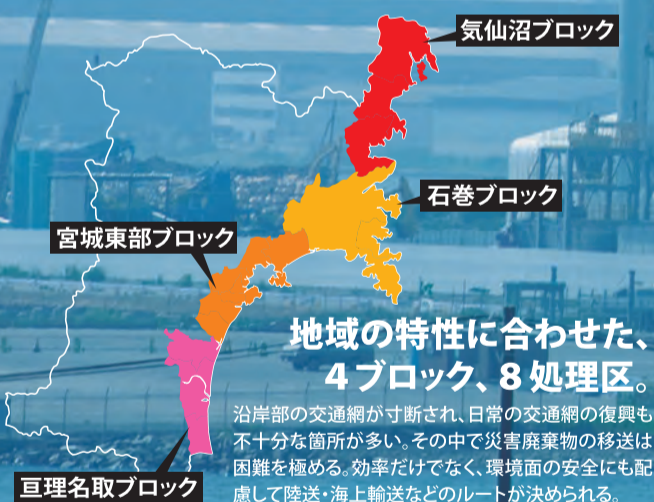 気仙沼ブロック
石巻ブロック
宮城東部ブロック
地域の特性に合わせた、
4ブロック、8処理区。
沿岸部の交通網が寸断され、日常の交通網の復興も
不十分な箇所が多い。その中で災害廃棄物の移送は
困難を極める。効率だけでなく、環境面の安全にも配
慮して陸送・海上輸送などのルートが決められる。
亘理名取ブロック